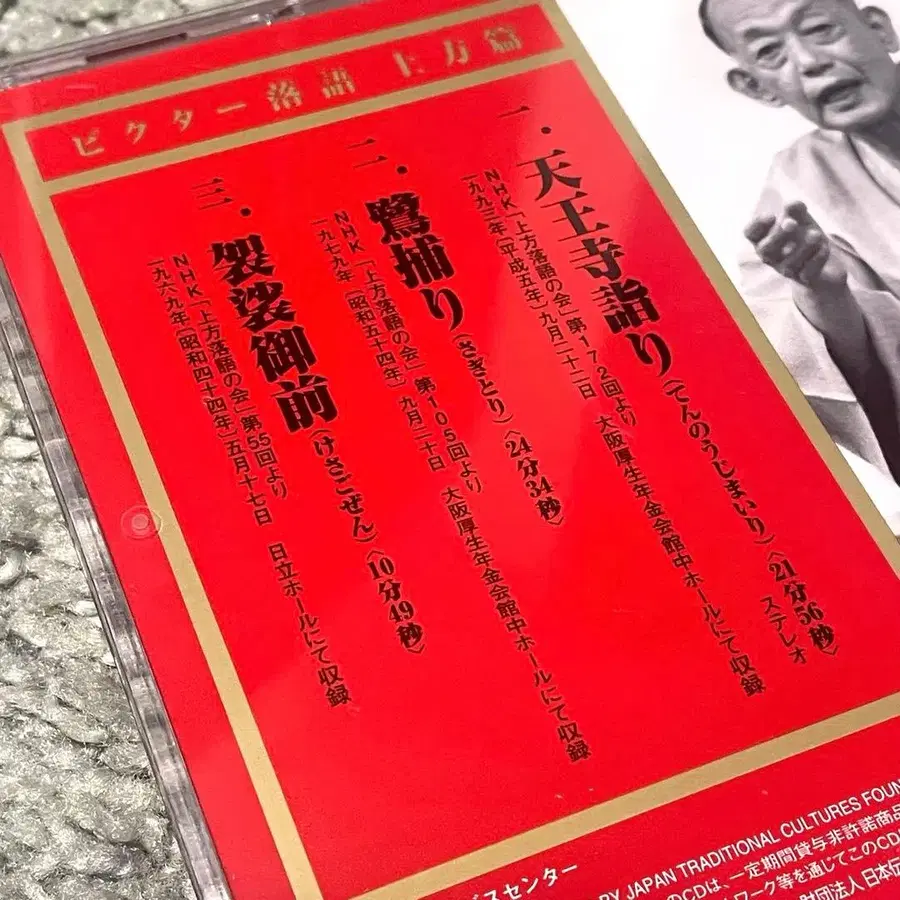 ビクター落語 上方篇
一．天王寺詣り（てんのうじまいり）〈21分56秒〉
ステレオ
NHK「上方落語の会」第172回より 大阪厚生年金会館中ホールにて収録
一九九三年〔平成五年〕九月二十二日
二．鷺捕り（さぎとり）〈24分34秒〉
NHK「上方落語の会」第105回より 大阪厚生年金会館中ホールにて収録
一九七九年〔昭和五十四年〕九月二十日
三．袈裟御前（けさごぜん）〈10分49秒〉
NHK「上方落語の会」第55回より 日立ホールにて収録
一九六九年〔昭和四十四年〕五月十七日
BY JAPAN TRADITIONAL CULTURES FOUN
CDは、一定期間貸与非許諾商品
ワーク等を通じてこのCD
ビスセンター
財団法人日本伝